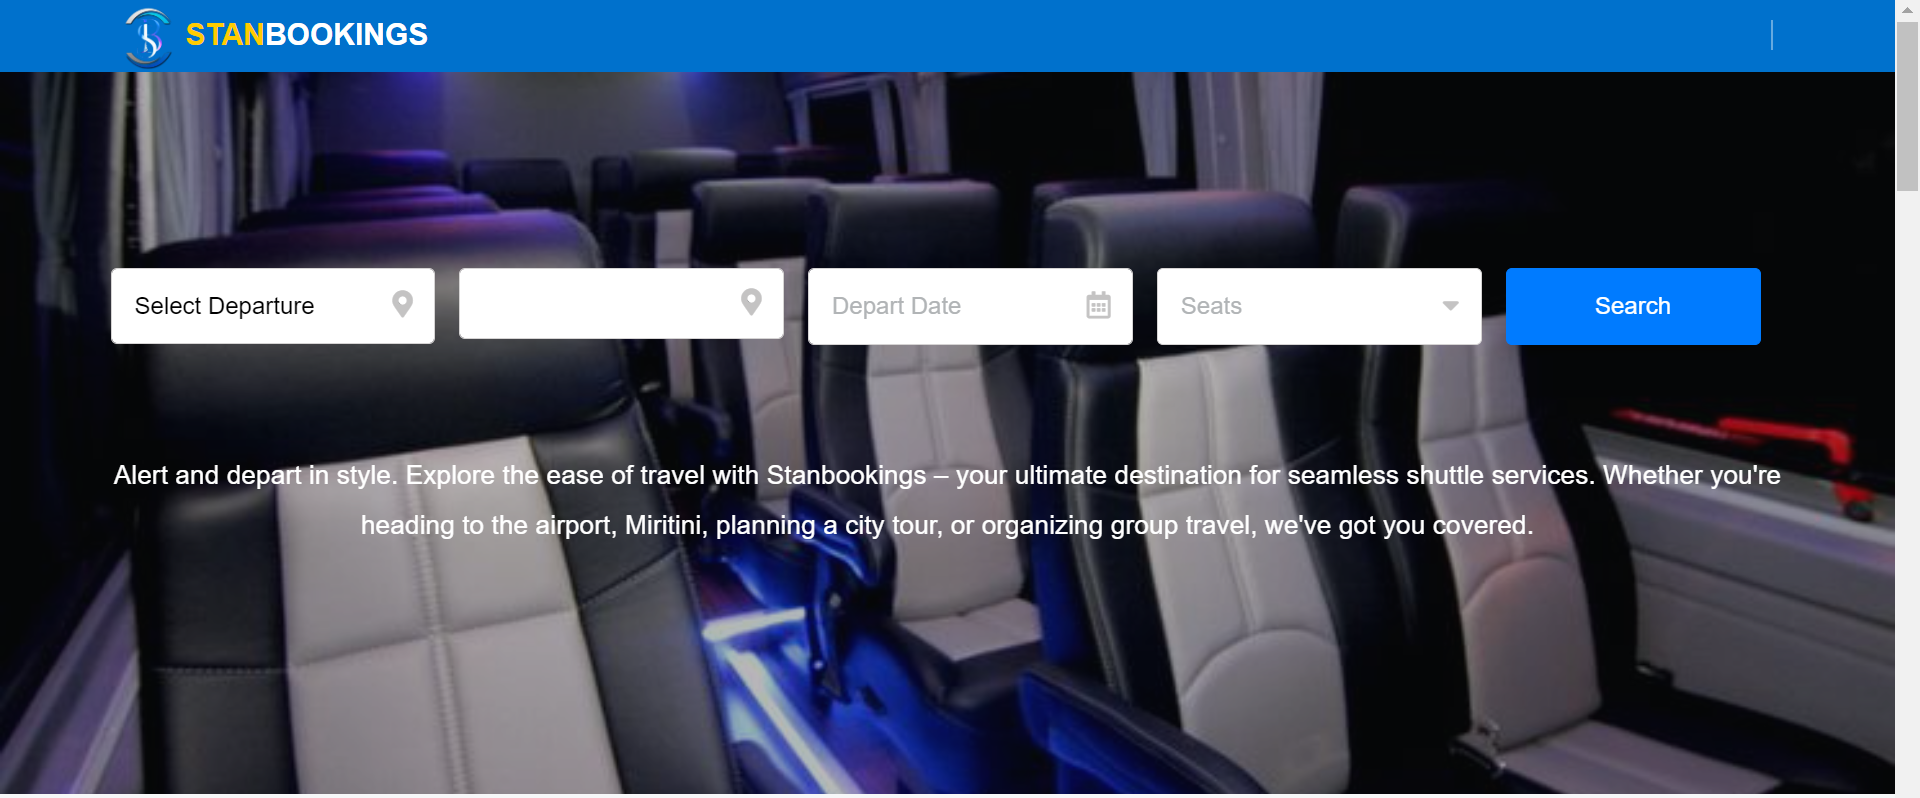 STANBOOKINGS
Select Departure
Depart Date
Seats
Search
Alert and depart in style. Explore the ease of travel with Stanbookings – your ultimate destination for seamless shuttle services. Whether you're
heading to the airport, Miritini, planning a city tour, or organizing group travel, we've got you covered.